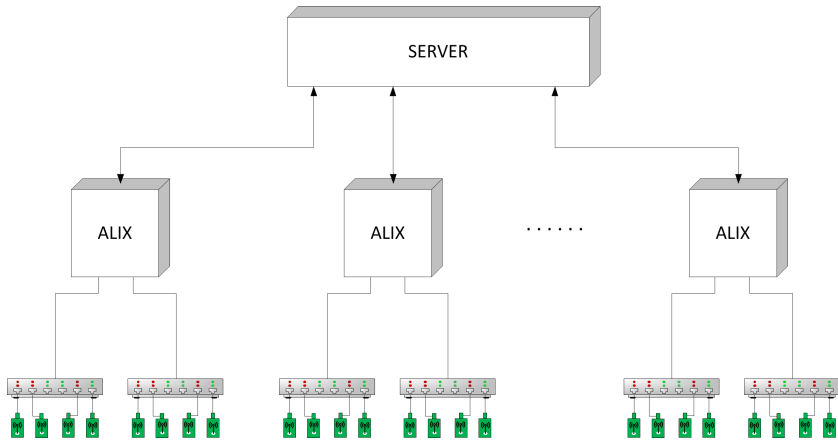 SERVER
ALIX
ALIX
. . . . . .
ALIX